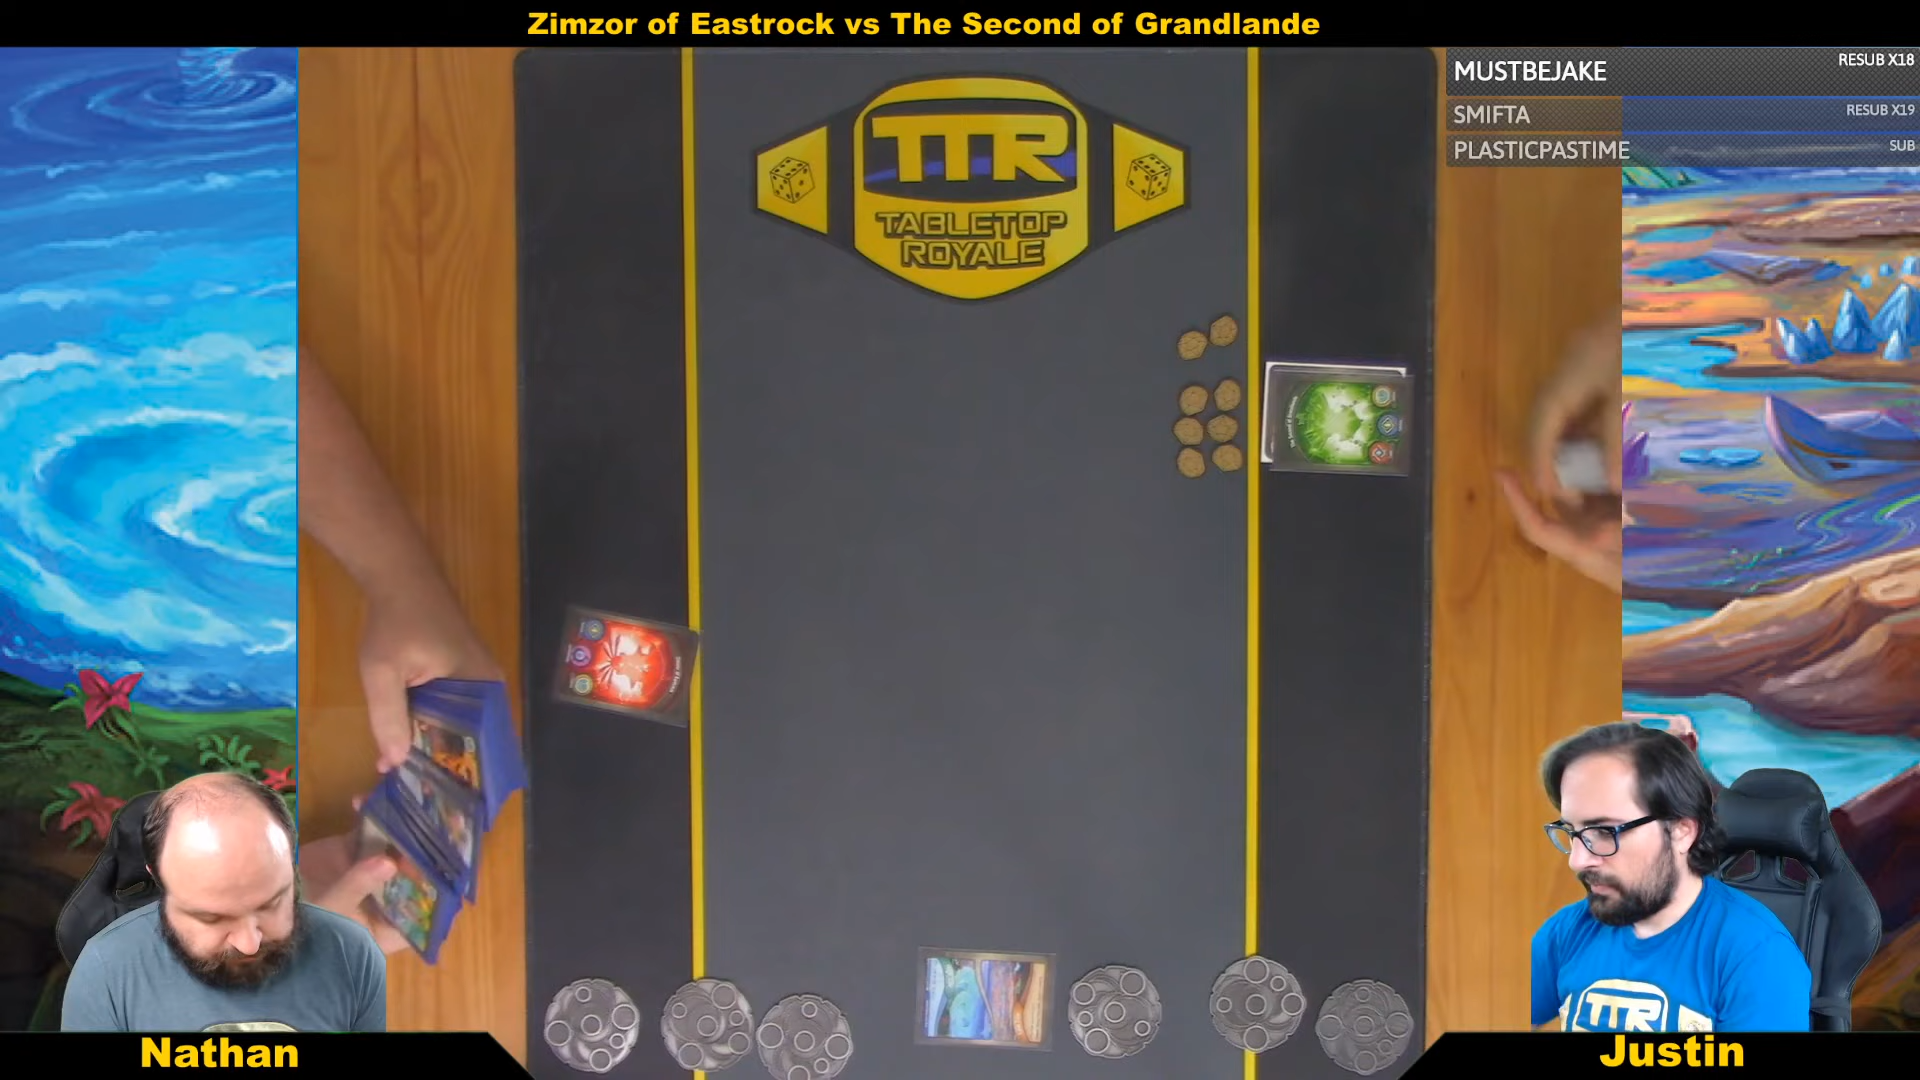 Zimzor of Eastrock vs The Second of Grandlande
MUSTBEJAKE
RESUB X18
SMIFTA
RESUB X19
PLASTICPASTIME
SUB
TTR
TABLETOP
ROYALE
TTR
Nathan
Justin